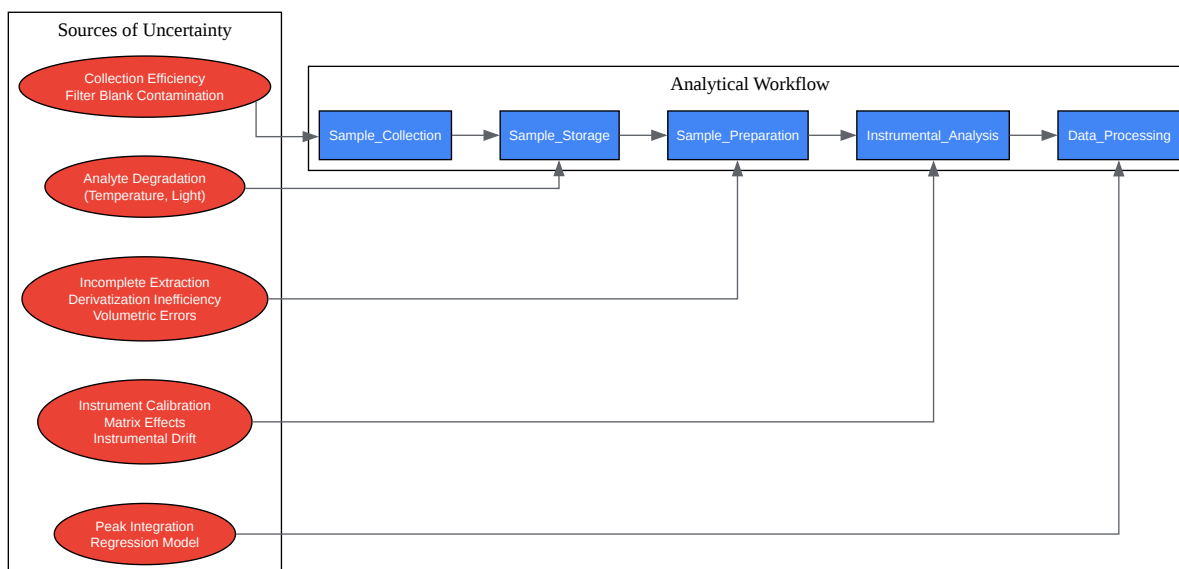 Sources of Uncertainty
Collection Efficiency
Filter Blank Contamination
Analyte Degradation
(Temperature, Light)
Incomplete Extraction
Derivatization Inefficiency
Volumetric Errors
Instrument Calibration
Matrix Effects
Instrumental Drift
Peak Integration
Regression Model
Analytical Workflow
Sample_Collection
Sample_Storage
Sample_Preparation
Instrumental_Analysis
Data_Processing